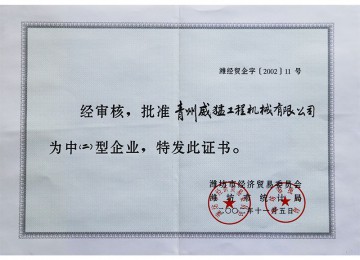 潍经贸企字〔2002〕11 号
经审核，批准青州威猛工程机械有限公司
为中(二)型企业，特发此证书。
潍坊市经济贸易委员会
潍坊市统计局
二〇〇二年十一月五日